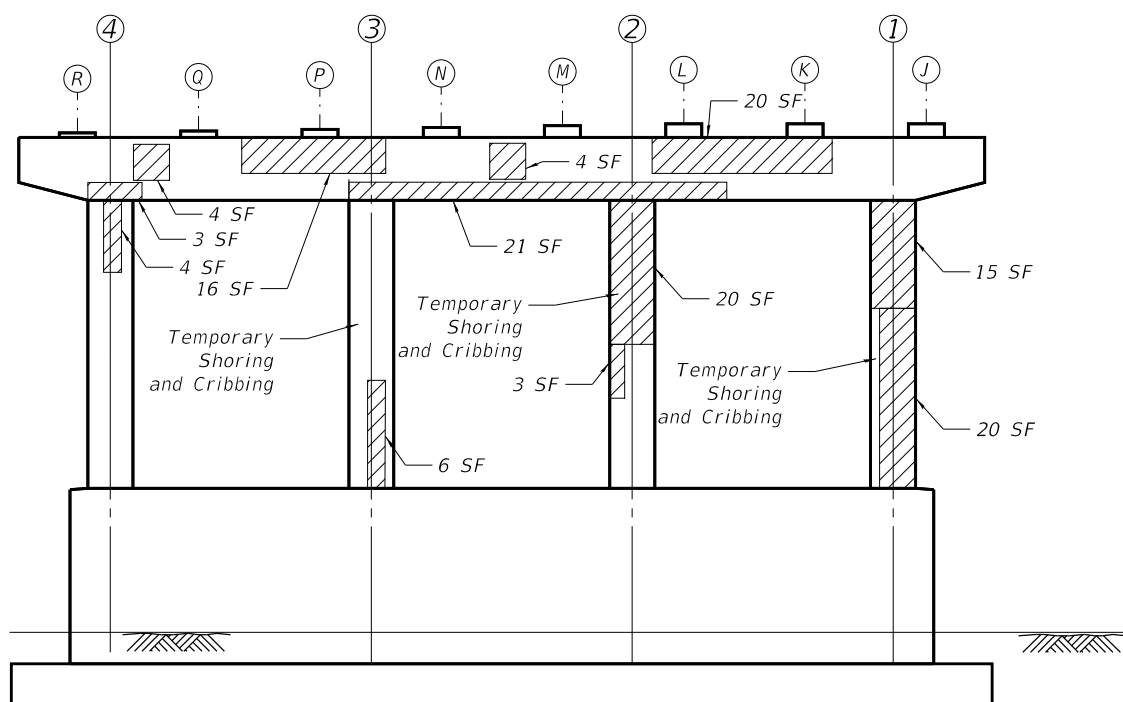 4 3 2 1
R Q P N M L K J
20 SF
4 SF
4 SF
3 SF
4 SF
16 SF
21 SF
15 SF
20 SF
Temporary
Shoring
and Cribbing
Temporary
Shoring
and Cribbing
Temporary
Shoring
and Cribbing
3 SF
20 SF
6 SF